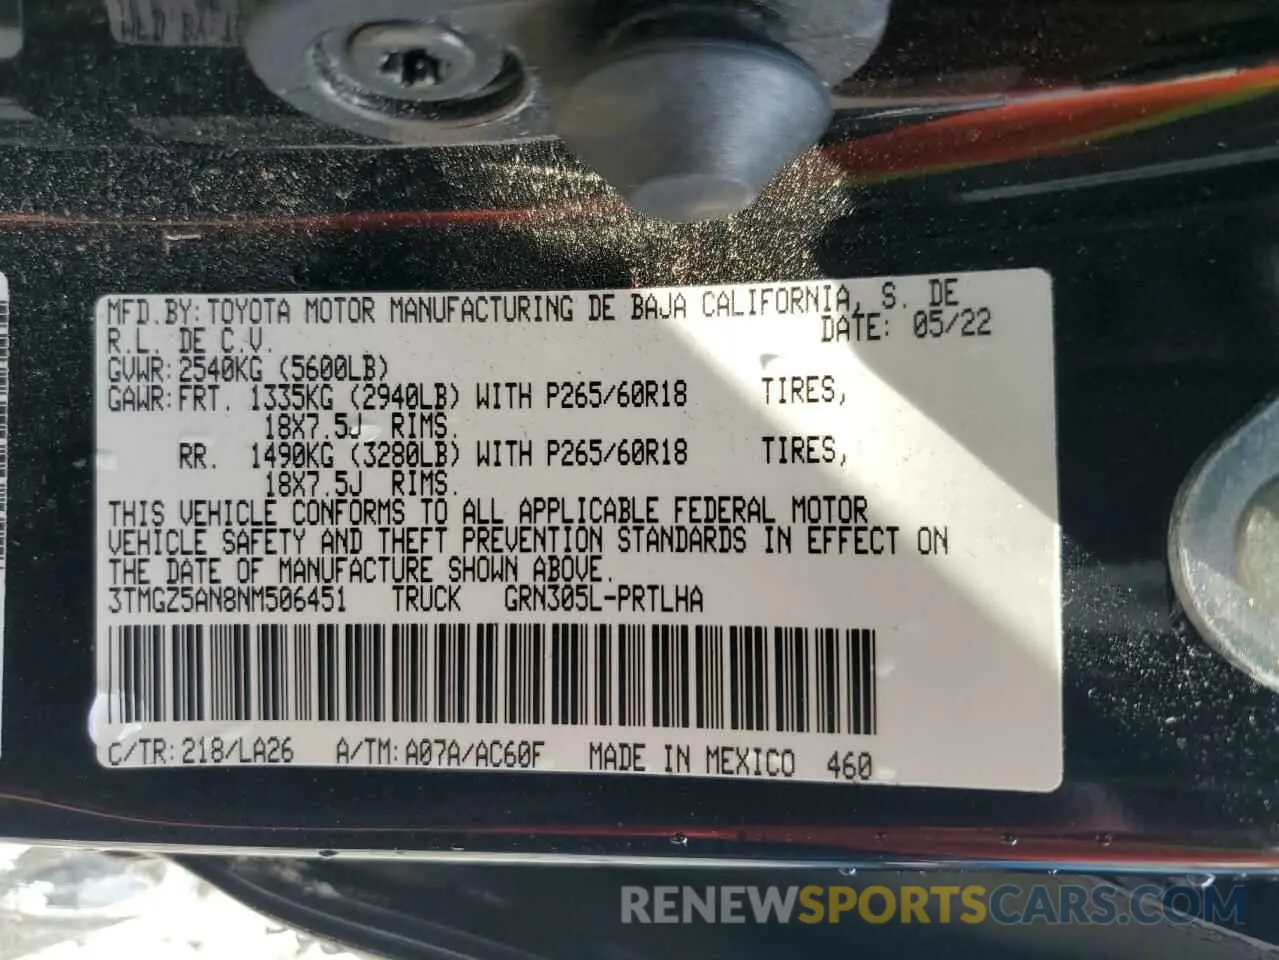 MFD.BY: TOYOTA MOTOR MANUFACTURING DE BAJA CALIFORNIA, S. DE
R.L. DE C.V. DATE: 05/22
GVWR: 2540KG (5600LB)
GAWR: FRT. 1335KG (2940LB) WITH P265/60R18 TIRES,
18X7.5J RIMS.
RR. 1490KG (3280LB) WITH P265/60R18 TIRES,
18X7.5J RIMS.
THIS VEHICLE CONFORMS TO ALL APPLICABLE FEDERAL MOTOR
VEHICLE SAFETY AND THEFT PREVENTION STANDARDS IN EFFECT ON
THE DATE OF MANUFACTURE SHOWN ABOVE.
3TMGZ5AN8NM506451 TRUCK GRN305L-PRTLHA
C/TR: 218/LA26 A/TM: A07A/AC60F MADE IN MEXICO 460
RENEWSPORTSCARS.COM